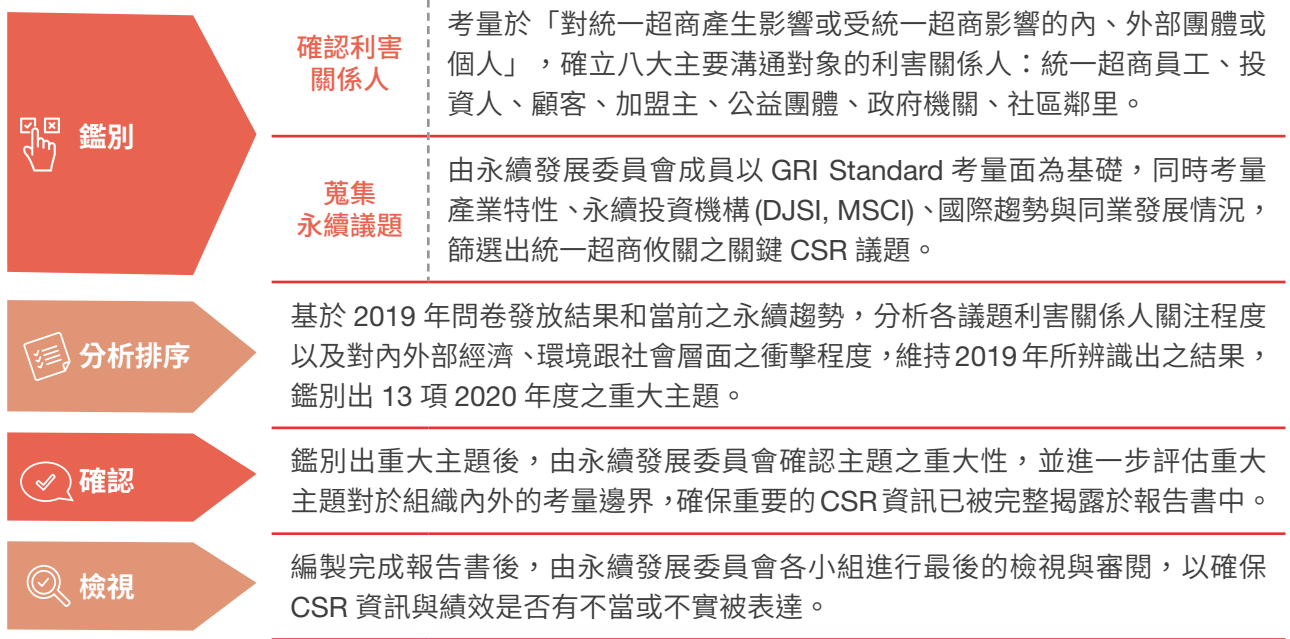 鑑別
確認利害
關係人
考量於「對統一超商產生影響或受統一超商影響的內、外部團體或
個人」，確立八大主要溝通對象的利害關係人：統一超商員工、投
資人、顧客、加盟主、公益團體、政府機關、社區鄰里。
蒐集
永續議題
由永續發展委員會成員以 GRI Standard 考量面為基礎，同時考量
產業特性、永續投資機構 (DJSI, MSCI)、國際趨勢與同業發展情況，
篩選出統一超商攸關之關鍵 CSR 議題。
分析排序
基於 2019 年問卷發放結果和當前之永續趨勢，分析各議題利害關係人關注程度
以及對內外部經濟、環境跟社會層面之衝擊程度，維持 2019 年所辨識出之結果，
鑑別出 13 項 2020 年度之重大主題。
確認
鑑別出重大主題後，由永續發展委員會確認主題之重大性，並進一步評估重大
主題對於組織內外的考量邊界，確保重要的 CSR 資訊已被完整揭露於報告書中。
檢視
編製完成報告書後，由永續發展委員會各小組進行最後的檢視與審閱，以確保
CSR 資訊與績效是否有不當或不實被表達。